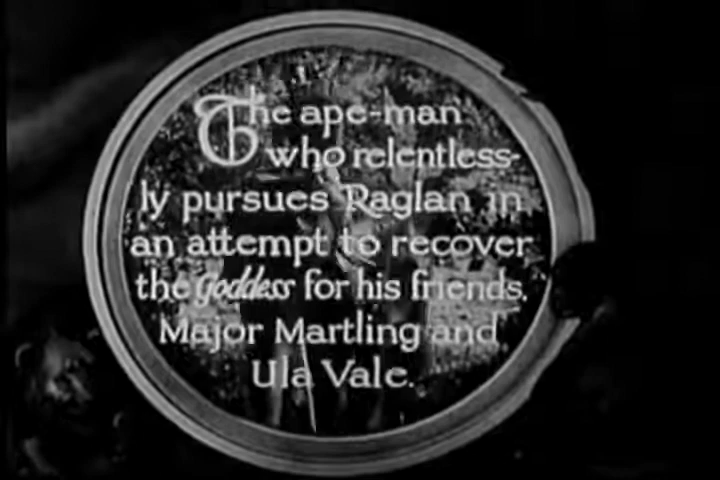 The ape-man
who relentless-
ly pursues Raglan in
an attempt to recover
the Goddess for his friends,
Major Martling and
Ula Vale.